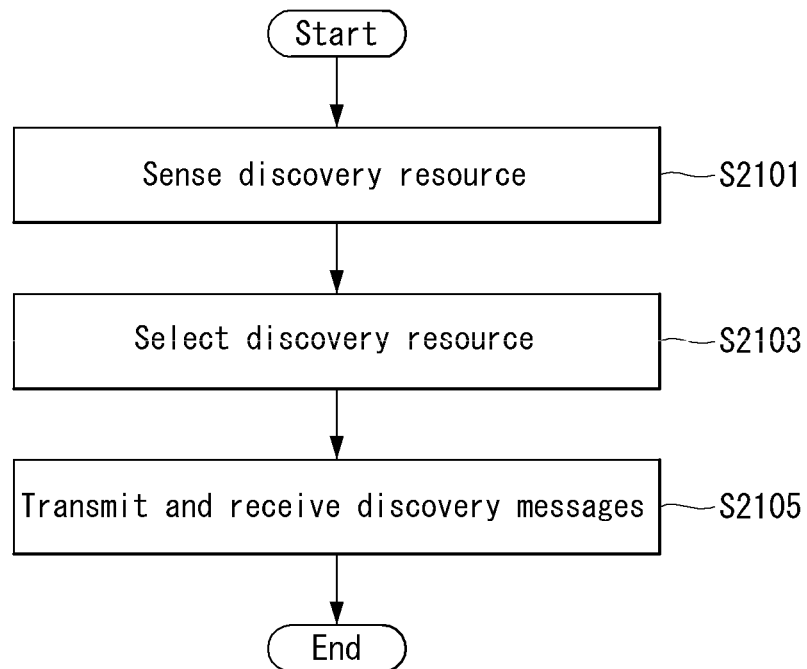 Start
Sense discovery resource
S2101
Select discovery resource
S2103
Transmit and receive discovery messages
S2105
End